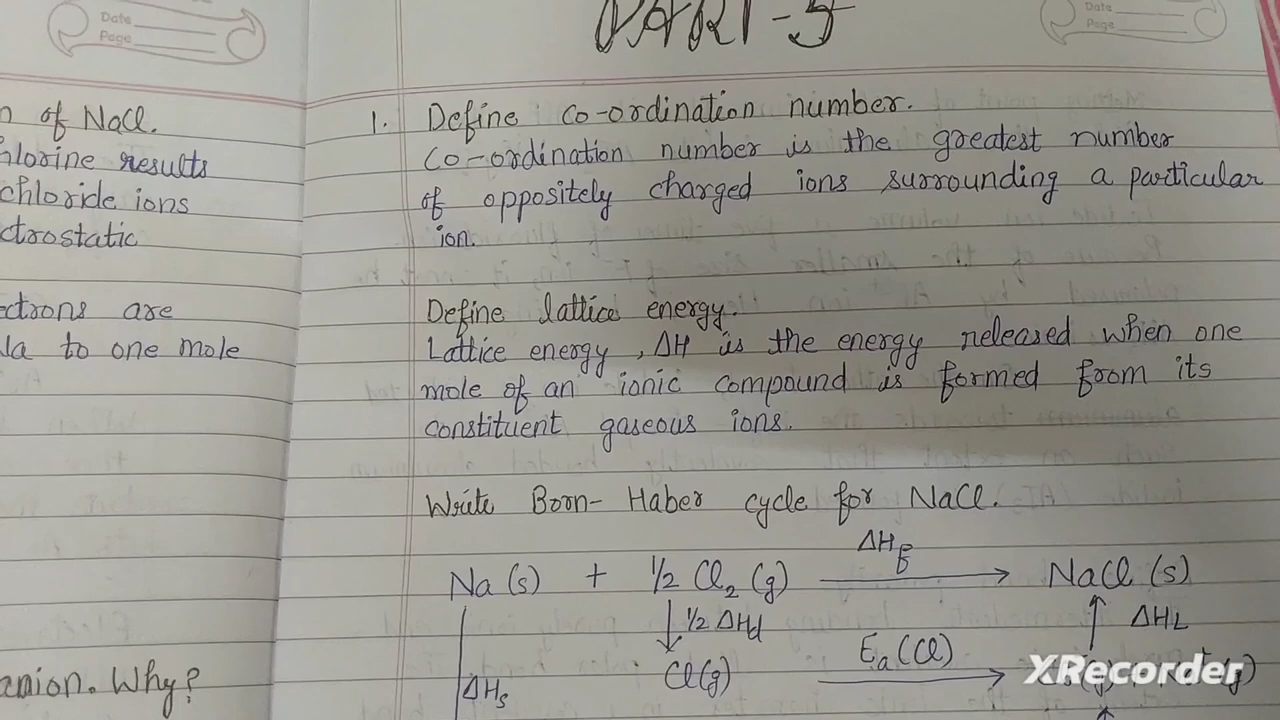 Date
Page
Date
Page
PART-5
of NaCl.
results
chloride ions
are
to one mole
anion. Why?
1. Define Co-ordination number.
Co-ordination number is the greatest number
of oppositely charged ions surrounding a particular
ion.
Define lattice energy.
Lattice energy, ΔH is the energy released when one
mole of an ionic compound is formed from its
constituent gaseous ions.
Write Born-Haber cycle for NaCl.
ΔHf
Na (s) + 1/2 Cl₂ (g) → NaCl (s)
↓ 1/2 ΔHd ↑ ΔHL
Ea (Cl)
Cl(g) →
ΔHs
XRecorder